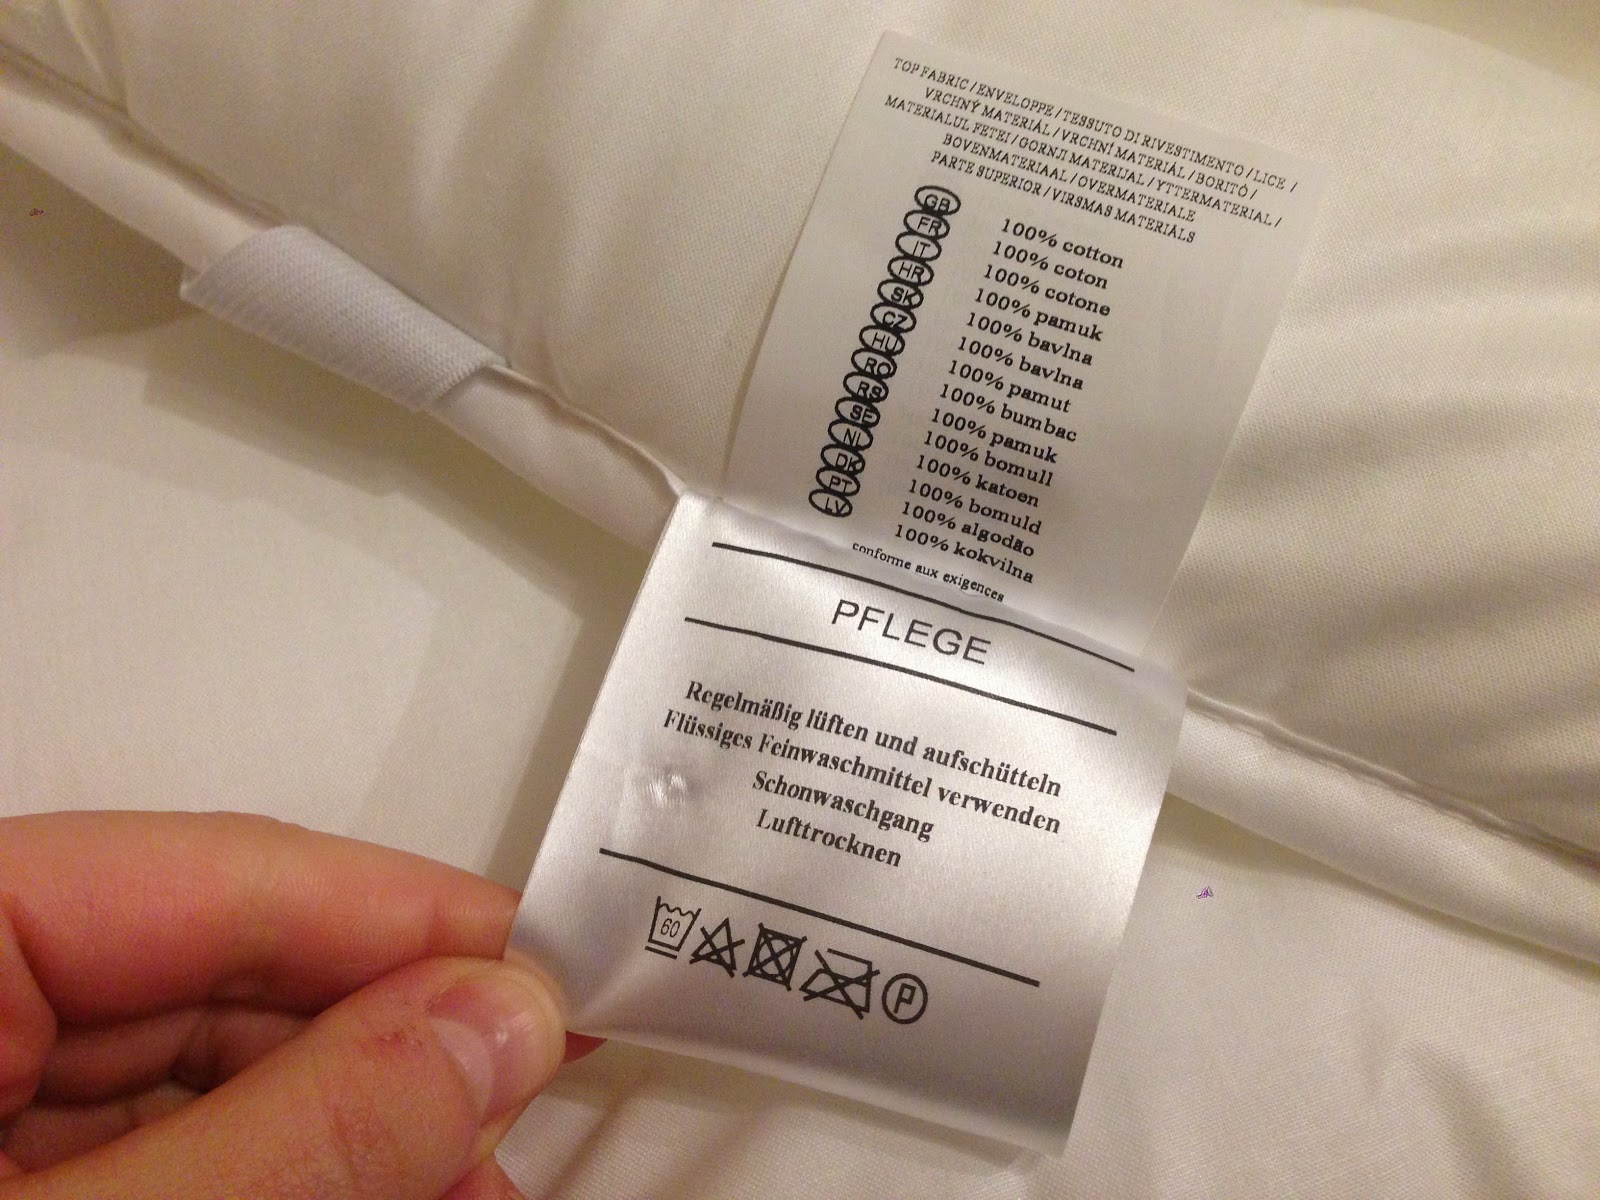 TOP FABRIC / ENVELOPPE / TESSUTO DI RIVESTIMENTO / LICE /
VRCHNÝ MATERIÁL / VRCHNÍ MATERIÁL / BORITÓ /
MATERIALUL FETEI / GORNJI MATERIJAL / YTTERMATERIAL /
BOVENMATERIAAL / OVERMATERIALE
PARTE SUPERIOR / VIRSMAS MATERIĀLS
GB 100% cotton
FR 100% coton
IT 100% cotone
HR 100% pamuk
SK 100% bavlna
CZ 100% bavlna
HU 100% pamut
RO 100% bumbac
RS 100% pamuk
SE 100% bomull
NL 100% katoen
DK 100% bomuld
PT 100% algodão
LV 100% kokvilna
conforme aux exigences
PFLEGE
Regelmäßig lüften und aufschütteln
Flüssiges Feinwaschmittel verwenden
Schonwaschgang
Lufttrocknen
60 P